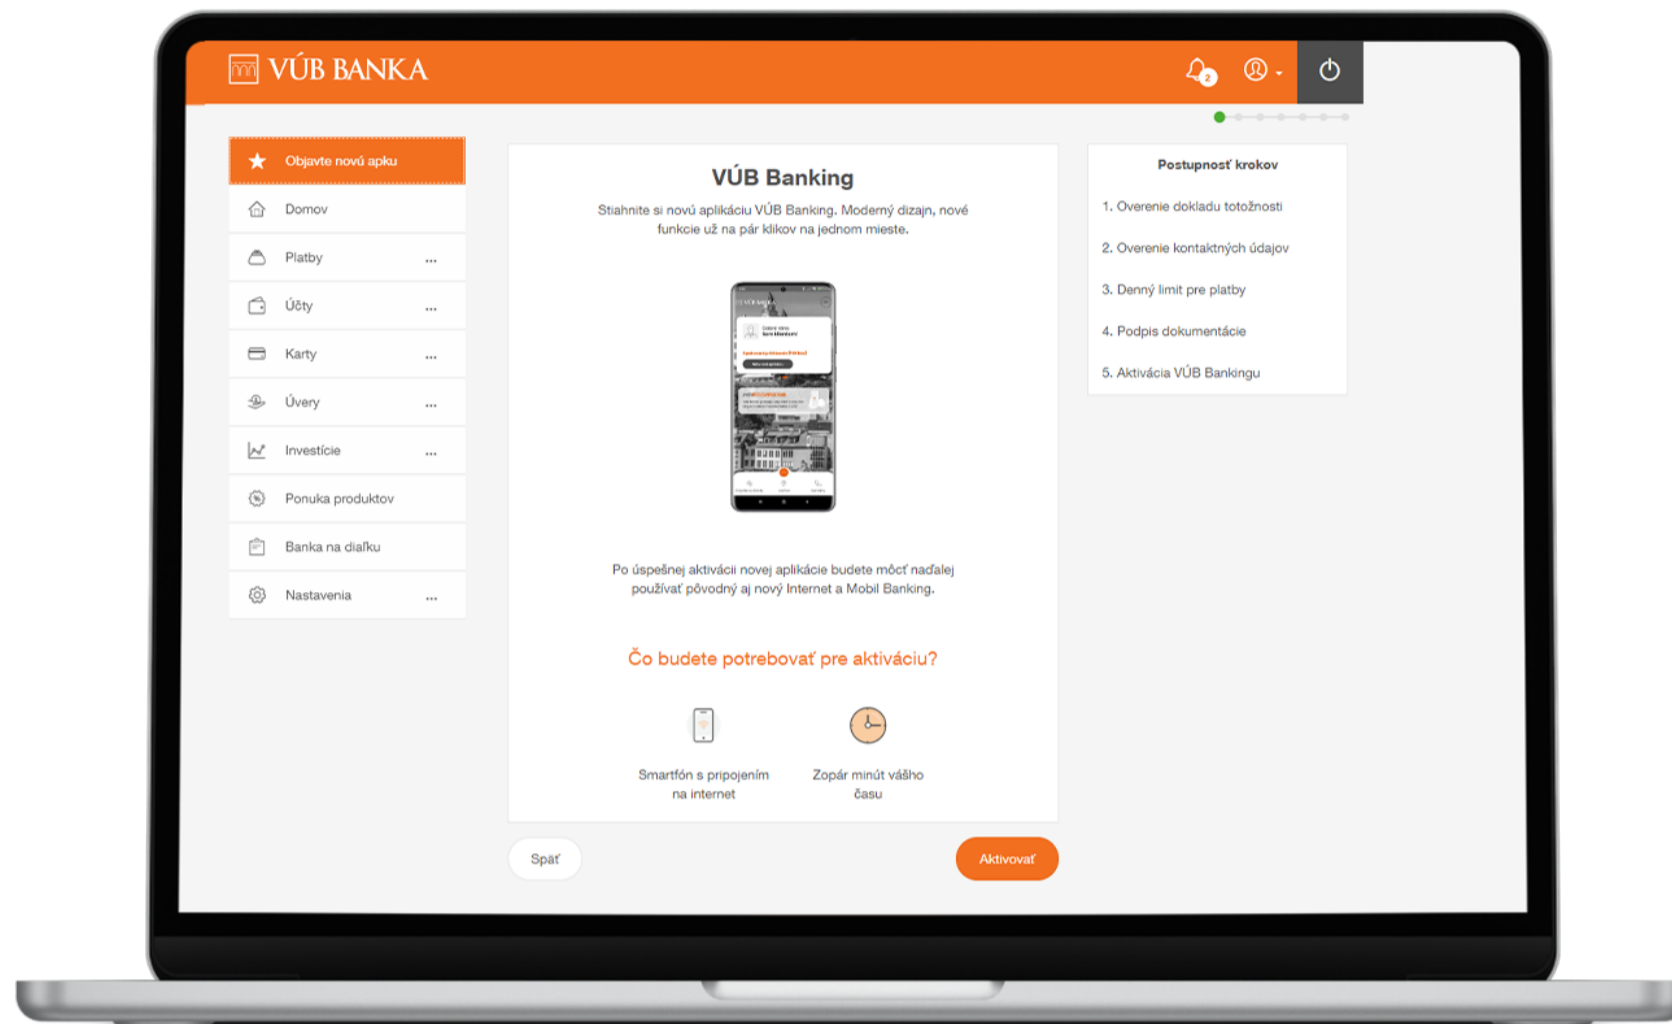 VÚB BANKA
2
Objavte novú apku
Domov
Platby
...
Účty
...
Karty
...
Úvery
...
Investície
...
Ponuka produktov
Banka na diaľku
Nastavenia
...
VÚB Banking
Stiahnite si novú aplikáciu VÚB Banking. Moderný dizajn, nové
funkcie už na pár klikov na jednom mieste.
Po úspešnej aktivácii novej aplikácie budete môcť naďalej
používať pôvodný aj nový Internet a Mobil Banking.
Čo budete potrebovať pre aktiváciu?
Smartfón s pripojením
na internet
Zopár minút vášho
času
Späť
Aktivovať
Postupnosť krokov
1. Overenie dokladu totožnosti
2. Overenie kontaktných údajov
3. Denný limit pre platby
4. Podpis dokumentácie
5. Aktivácia VÚB Bankingu